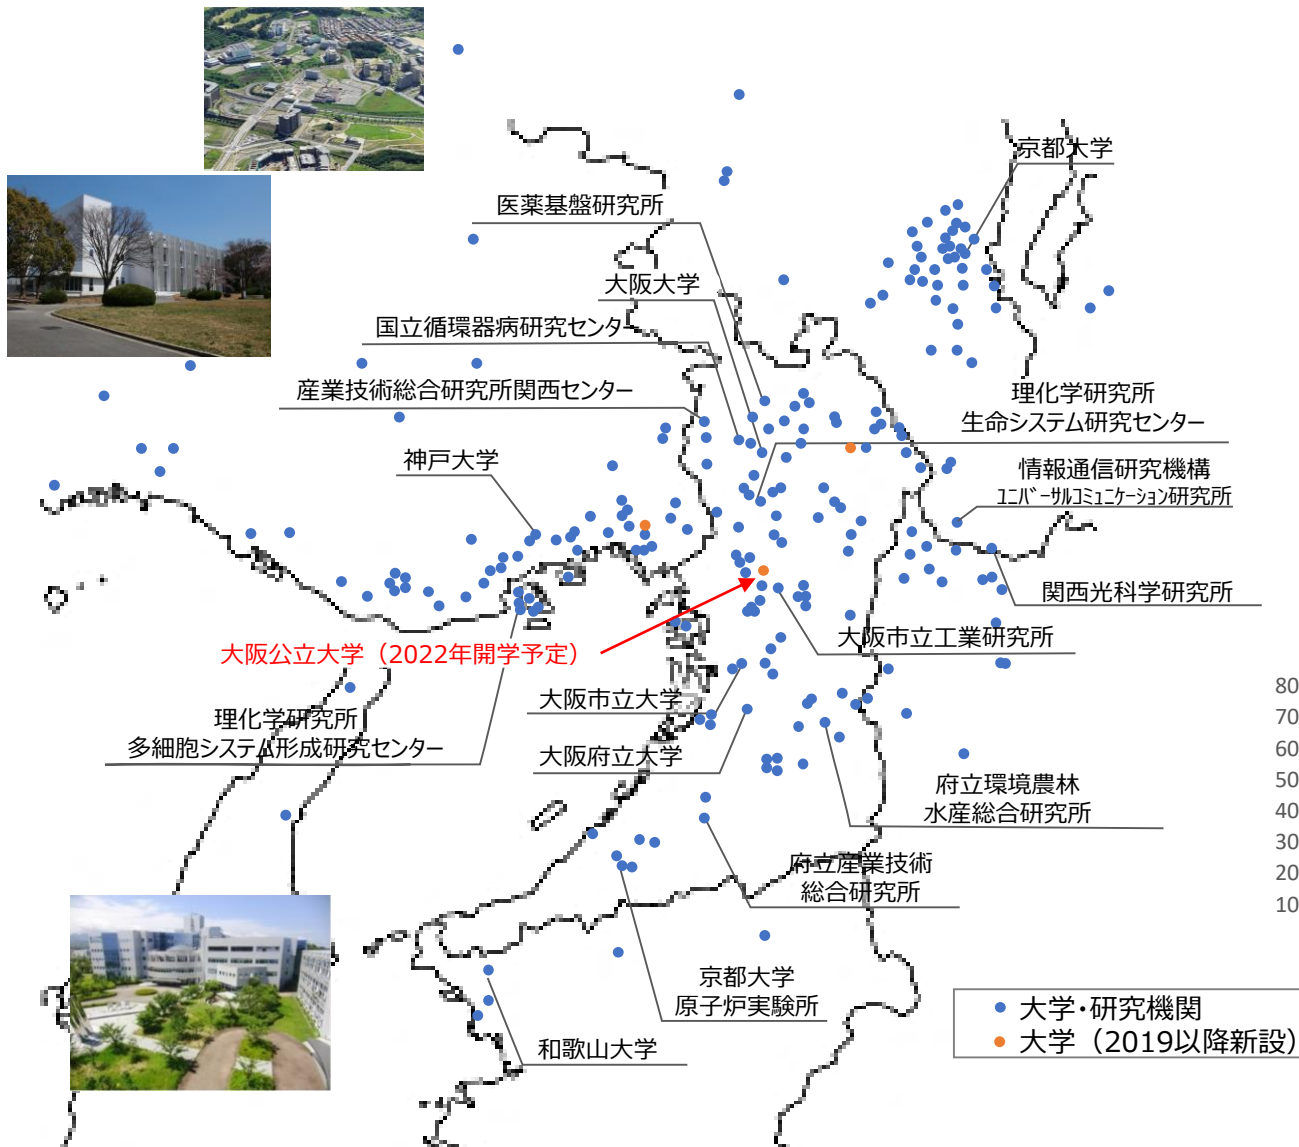 京都大学
医薬基盤研究所
大阪大学
国立循環器病研究センター
産業技術総合研究所関西センター
理化学研究所
生命システム研究センター
神戸大学
情報通信研究機構
ﾕﾆﾊﾞｰｻﾙｺﾐｭﾆｹｰｼｮﾝ研究所
関西光科学研究所
大阪市立工業研究所
大阪公立大学（2022年開学予定）
大阪市立大学
理化学研究所
多細胞システム形成研究センター
大阪府立大学
府立環境農林
水産総合研究所
府立産業技術
総合研究所
京都大学
原子炉実験所
和歌山大学
80
70
60
50
40
30
20
10
大学・研究機関
大学（2019以降新設）